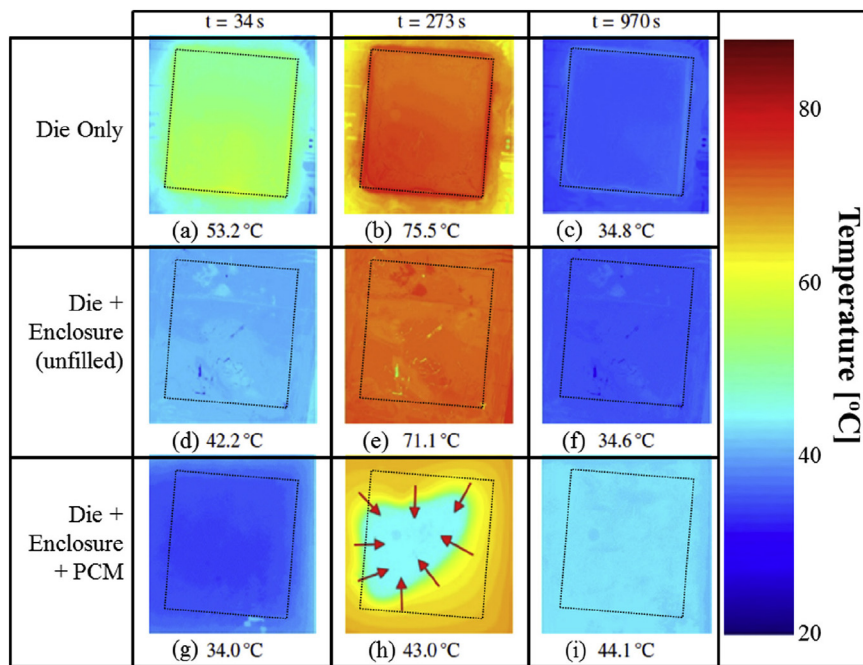 t = 34 s t = 273 s t = 970 s
Die Only
(a) 53.2 °C (b) 75.5 °C (c) 34.8 °C
Die +
Enclosure
(unfilled)
(d) 42.2 °C (e) 71.1 °C (f) 34.6 °C
Die +
Enclosure
+ PCM
(g) 34.0 °C (h) 43.0 °C (i) 44.1 °C
80
60
40
20
Temperature [°C]